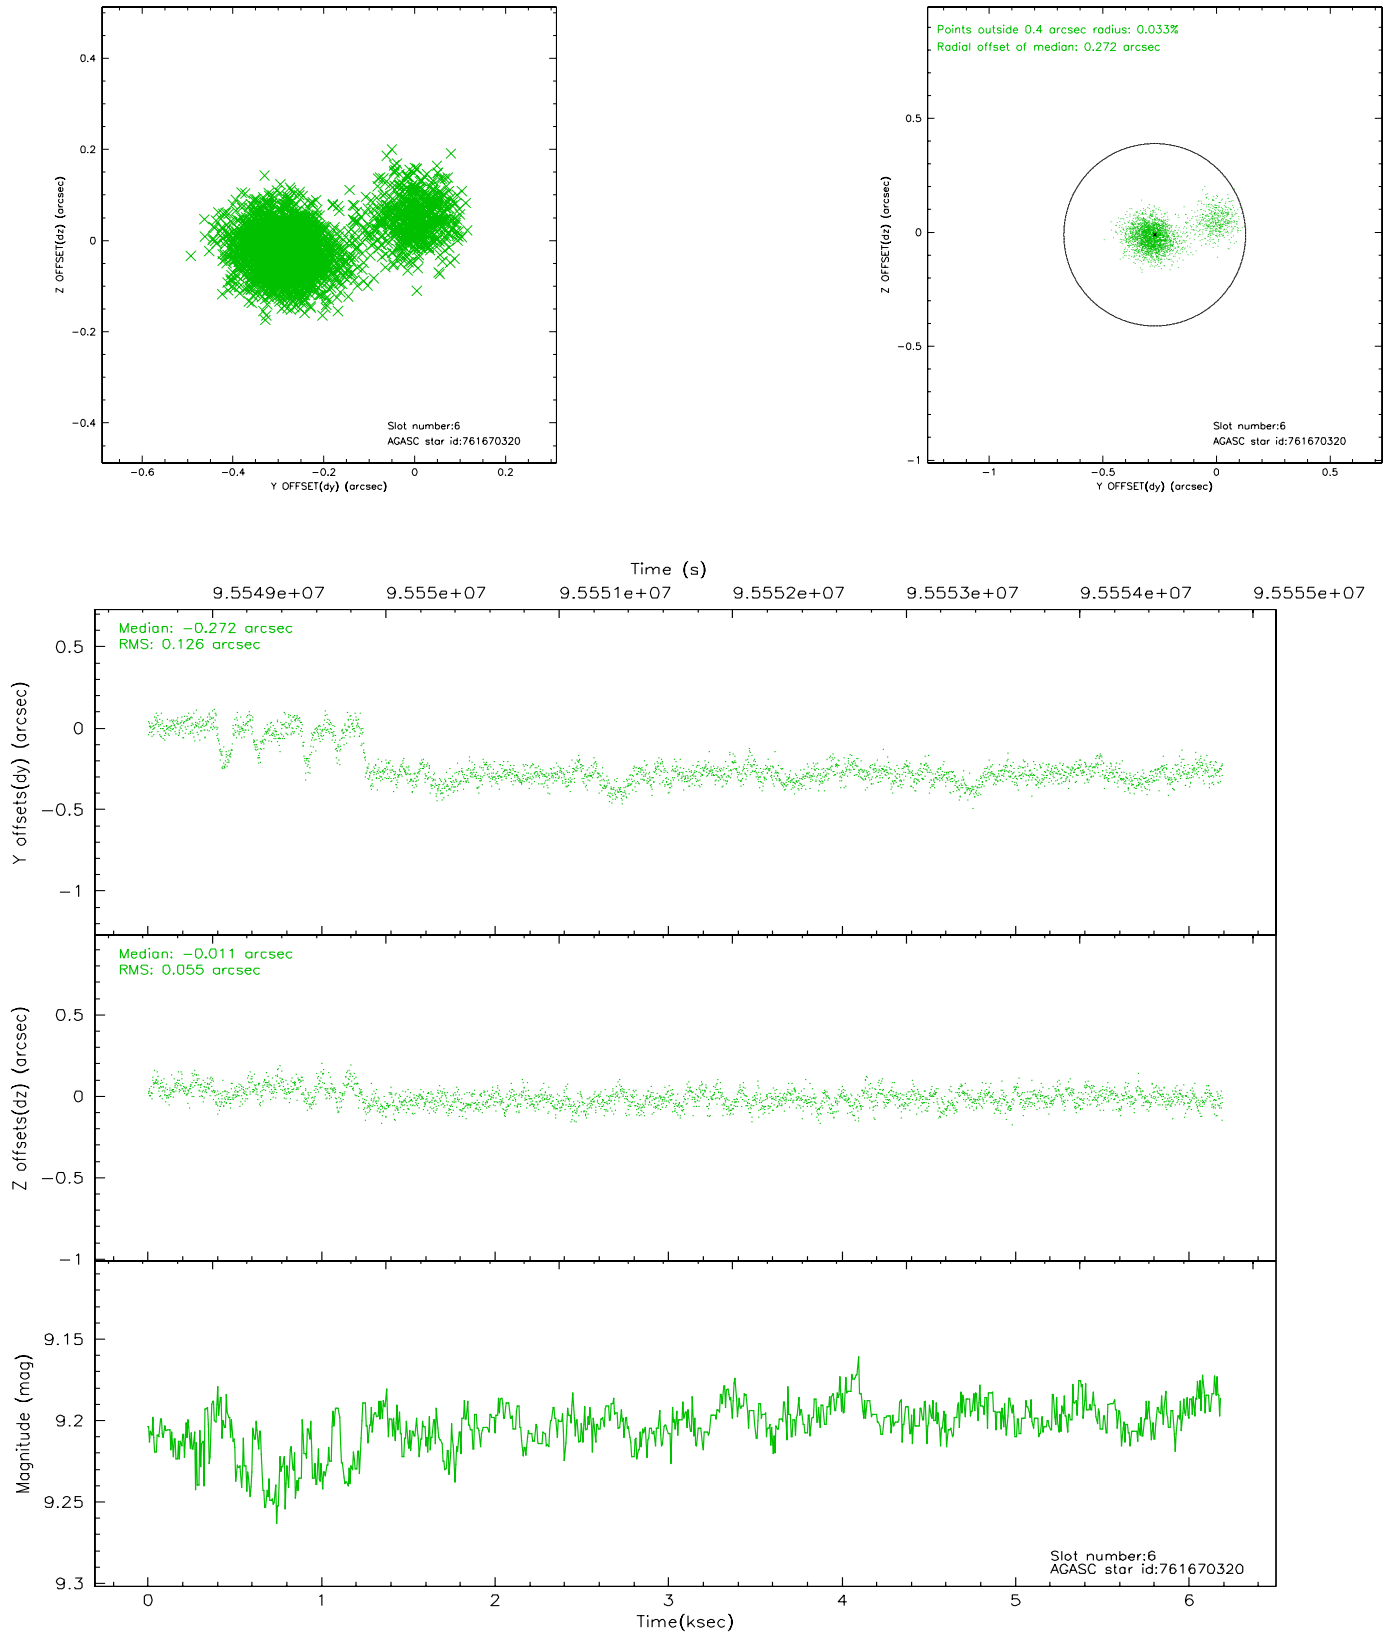 0.4
0.2
0
−0.2
−0.4
Z OFFSET(dz) (arcsec)
Slot number:6
AGASC star id:761670320
−0.6
−0.4
−0.2
0
0.2
Y OFFSET(dy) (arcsec)
Points outside 0.4 arcsec radius: 0.033%
Radial offset of median: 0.272 arcsec
0.5
0
−0.5
−1
Z OFFSET(dz) (arcsec)
Slot number:6
AGASC star id:761670320
−1
−0.5
0
0.5
Y OFFSET(dy) (arcsec)
Time (s)
9.5549e+07
9.555e+07
9.5551e+07
9.5552e+07
9.5553e+07
9.5554e+07
9.5555e+07
Median: −0.272 arcsec
RMS: 0.126 arcsec
0.5
0
−0.5
−1
Y offsets(dy) (arcsec)
Median: −0.011 arcsec
RMS: 0.055 arcsec
0.5
0
−0.5
−1
Z offsets(dz) (arcsec)
9.15
9.2
9.25
9.3
Magnitude (mag)
Slot number:6
AGASC star id:761670320
0
1
2
3
4
5
6
Time(ksec)